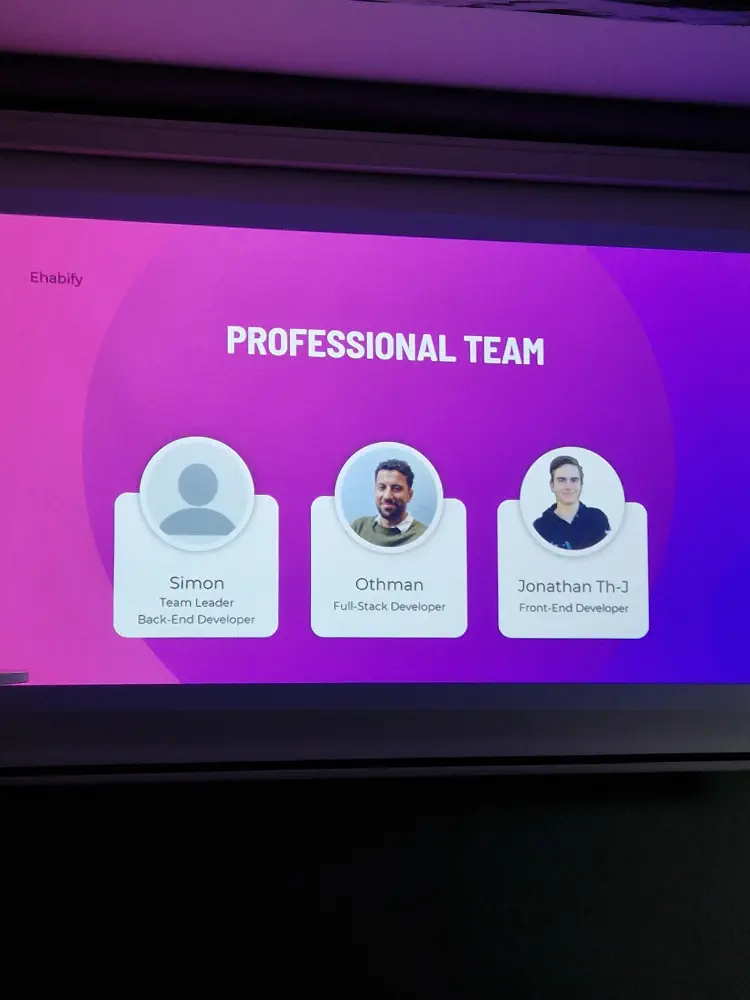 Ehabify
PROFESSIONAL TEAM
Simon
Team Leader
Back-End Developer
Othman
Full-Stack Developer
Jonathan Th-J
Front-End Developer